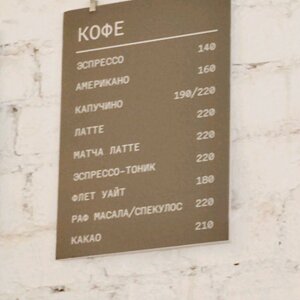 КОФЕ
ЭСПРЕССО 140
АМЕРИКАНО 160
КАПУЧИНО 190/220
ЛАТТЕ 220
МАТЧА ЛАТТЕ 220
ЭСПРЕССО-ТОНИК 220
ФЛЕТ УАЙТ 180
РАФ МАСАЛА/СПЕКУЛОС 220
КАКАО 210